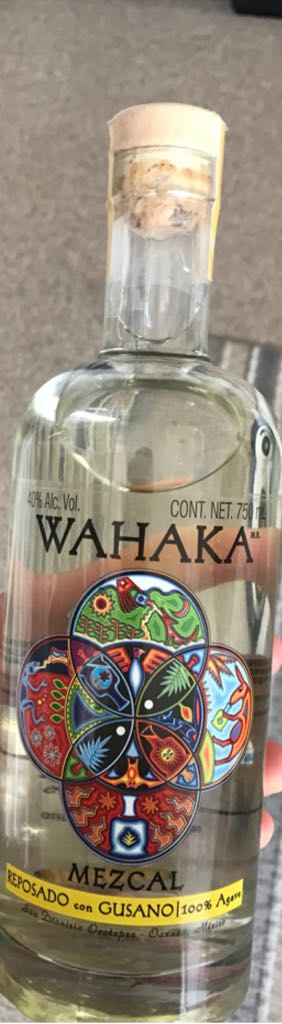 40% Alc. Vol.
CONT. NET. 750 mL
WAHAKA M.R.
MEZCAL
REPOSADO con GUSANO|100% Agave
San Dionisio Ocotepec - Oaxaca, México